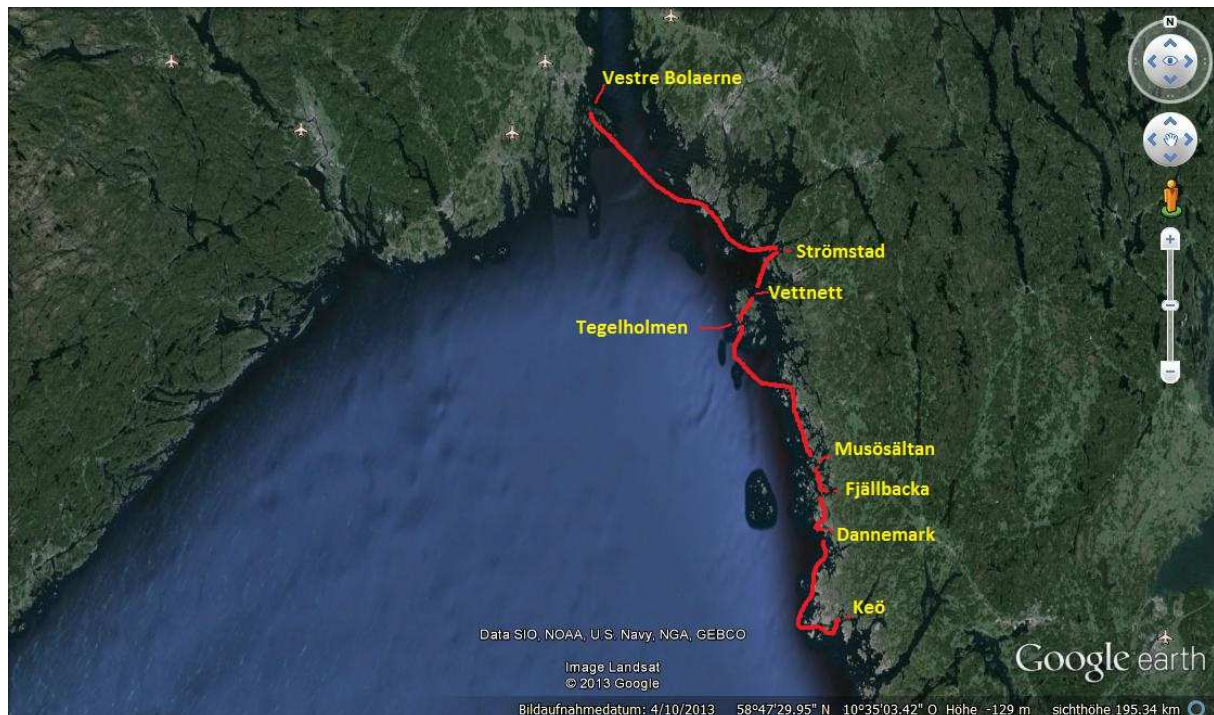 N
Vestre Bolaerne
Strömstad
Vettnett
Tegelholmen
Musösältan
Fjällbacka
Dannemark
Keö
Data SIO, NOAA, U.S. Navy, NGA, GEBCO
Image Landsat
© 2013 Google
Google earth
Bildaufnahmedatum: 4/10/2013 58°47'29.95" N 10°35'03.42" O Höhe -129 m sichthöhe 195.34 km